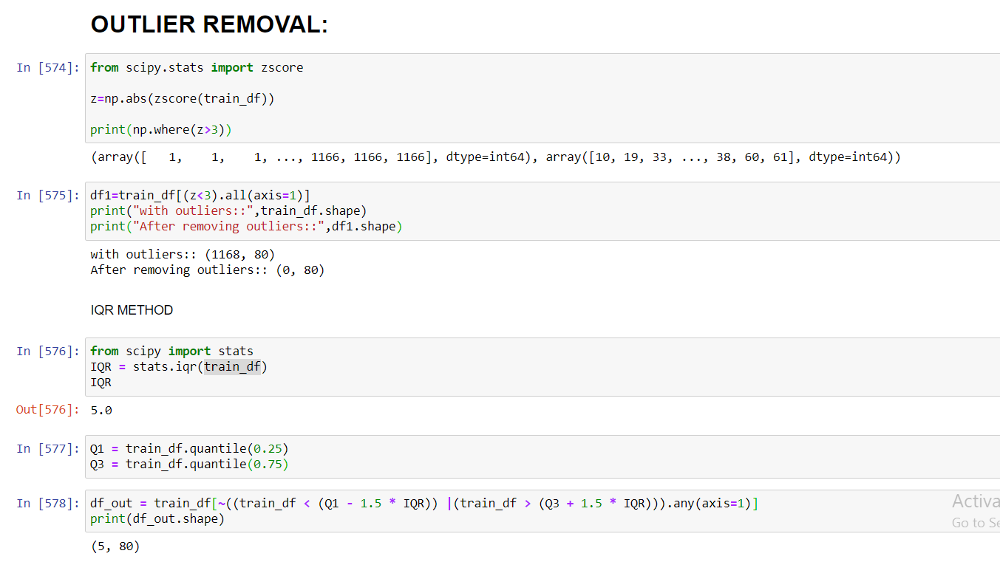 OUTLIER REMOVAL:
In [574]: from scipy.stats import zscore
z=np.abs(zscore(train_df))
print(np.where(z>3))
(array([   1,    1,    1, ..., 1166, 1166, 1166], dtype=int64), array([10, 19, 33, ..., 38, 60, 61], dtype=int64))
In [575]: df1=train_df[(z<3).all(axis=1)]
print("with outliers::",train_df.shape)
print("After removing outliers::",df1.shape)
with outliers:: (1168, 80)
After removing outliers:: (0, 80)
IQR METHOD
In [576]: from scipy import stats
IQR = stats.iqr(train_df)
IQR
Out[576]: 5.0
In [577]: Q1 = train_df.quantile(0.25)
Q3 = train_df.quantile(0.75)
In [578]: df_out = train_df[~((train_df < (Q1 - 1.5 * IQR)) |(train_df > (Q3 + 1.5 * IQR))).any(axis=1)]
print(df_out.shape)
(5, 80)
Activa
Go to Se